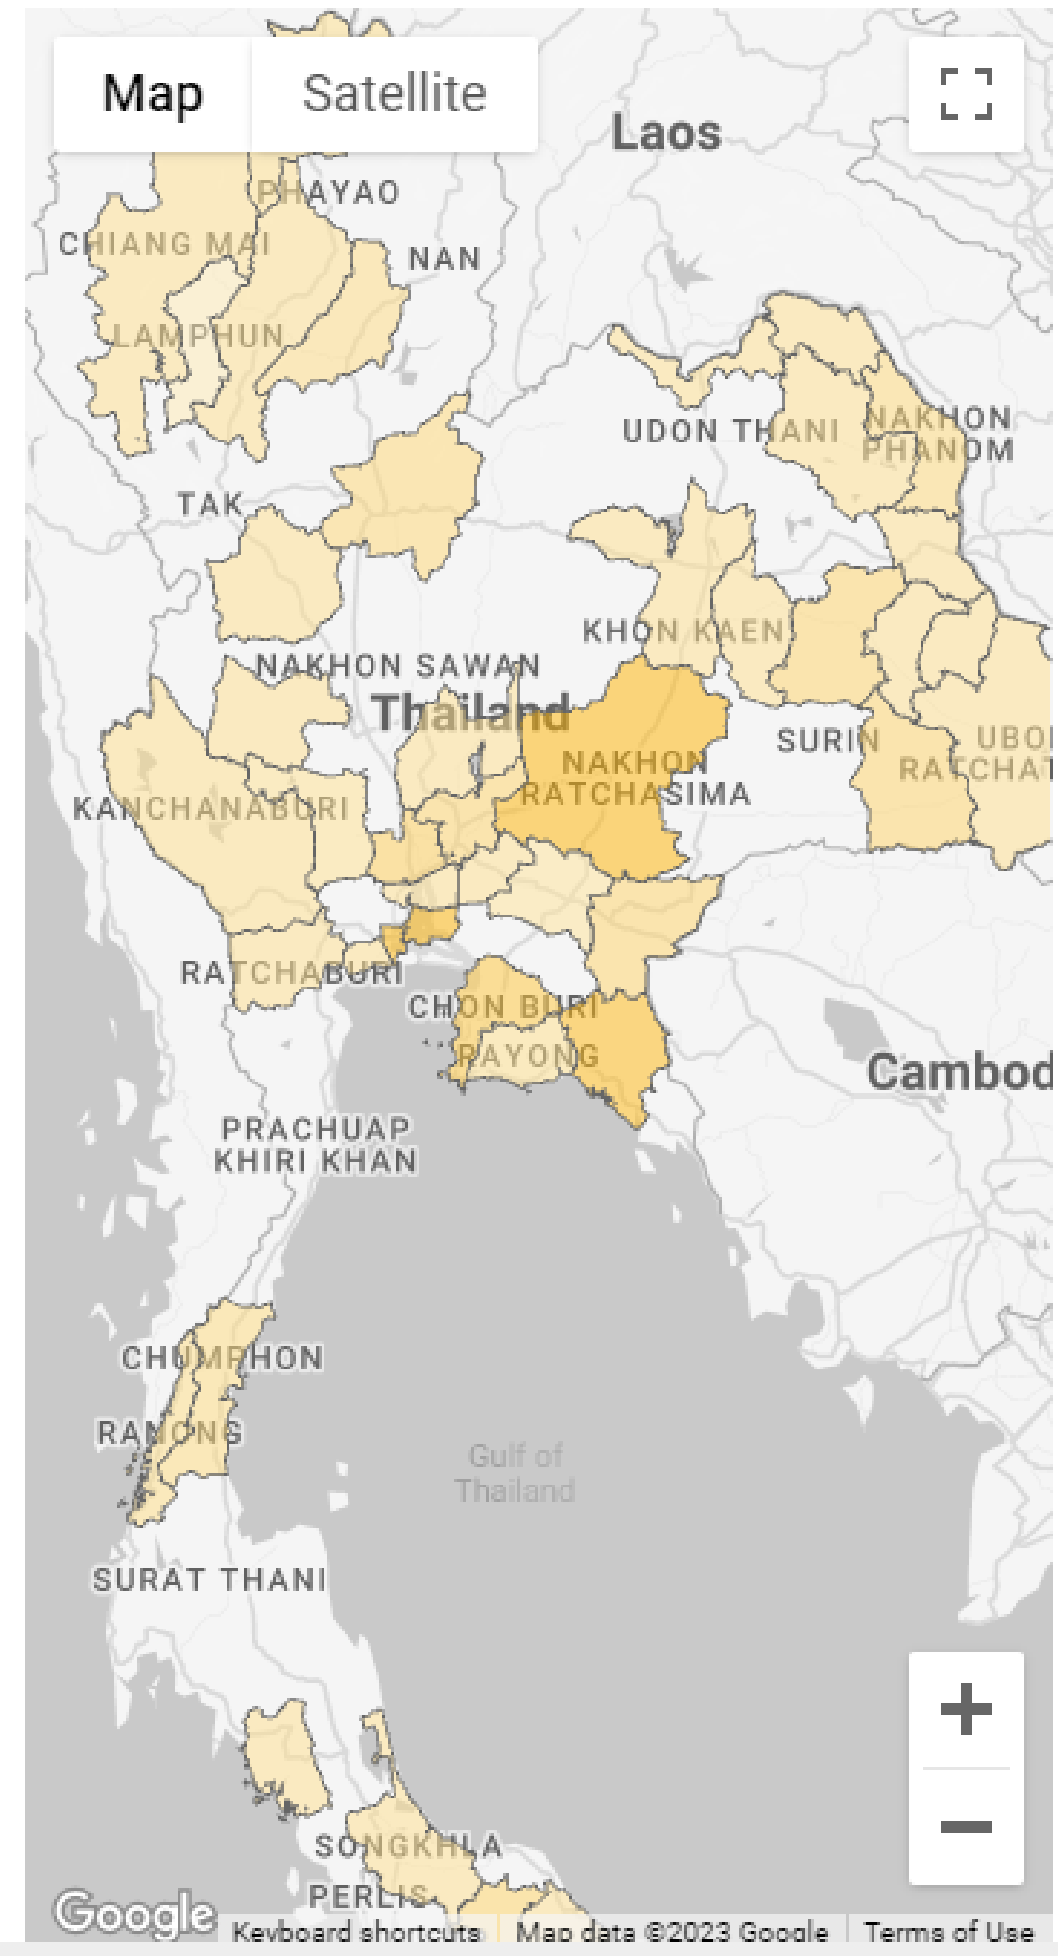 Map
Satellite
Laos
PHAYAO
CHIANG MAI
NAN
LAMPHUN
UDON THANI
NAKHON
PHANOM
TAK
KHON KAEN
NAKHON SAWAN
Thailand
SURIN
UBO
RATCHAT
NAKHON
RATCHASIMA
KANCHANABURI
RATCHABURI
CHON BURI
RAYONG
Cambod
PRACHUAP
KHIRI KHAN
CHUMPHON
RANONG
Gulf of
Thailand
SURAT THANI
SONGKHLA
PERLIS
Google
Keyboard shortcuts
Map data ©2023 Google
Terms of Use